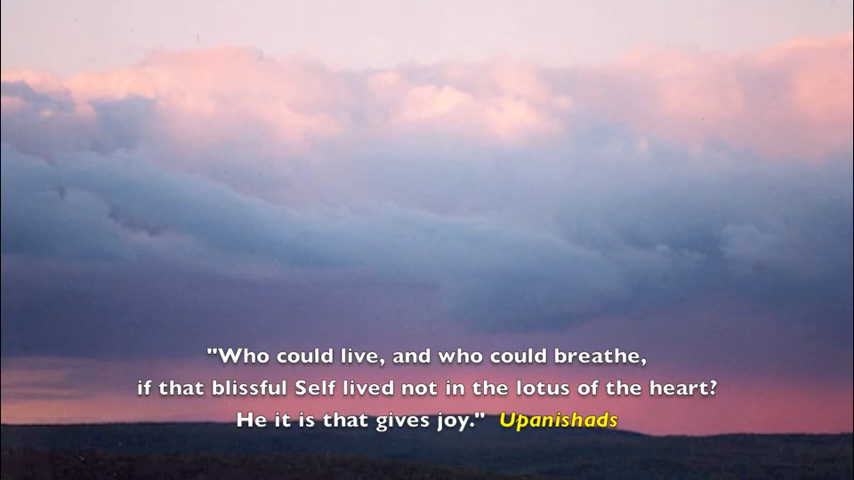 "Who could live, and who could breathe,
if that blissful Self lived not in the lotus of the heart?
He it is that gives joy." Upanishads